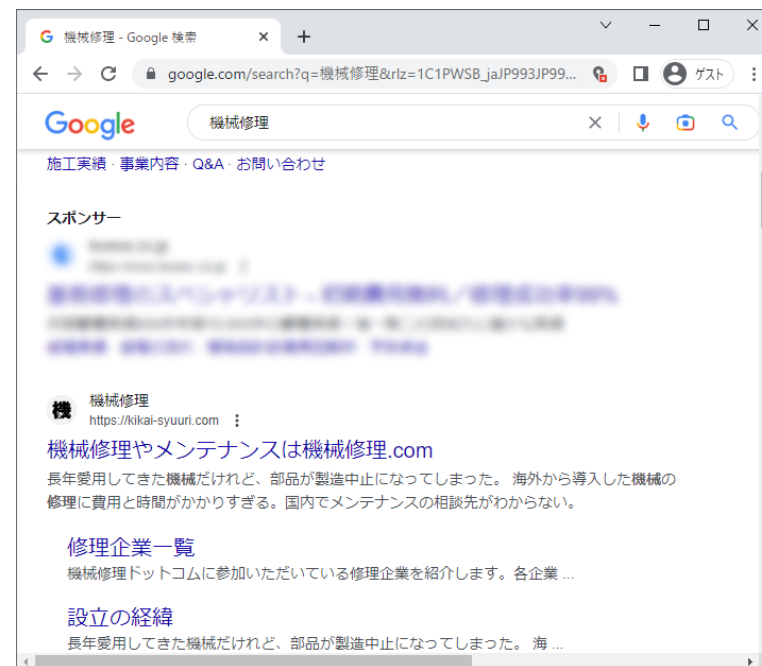 機械修理 - Google 検索
google.com/search?q=機械修理&rlz=1C1PWSB_jaJP993JP99...
ゲスト
Google
機械修理
施工実績 · 事業内容 · Q&A · お問い合わせ
スポンサー
機
機械修理
https://kikai-syuuri.com
機械修理やメンテナンスは機械修理.com
長年愛用してきた機械だけれど、部品が製造中止になってしまった。 海外から導入した機械の
修理に費用と時間がかかりすぎる。国内でメンテナンスの相談先がわからない。
修理企業一覧
機械修理ドットコムに参加いただいている修理企業を紹介します。各企業 ...
設立の経緯
長年愛用してきた機械だけれど、部品が製造中止になってしまった。 海 ...